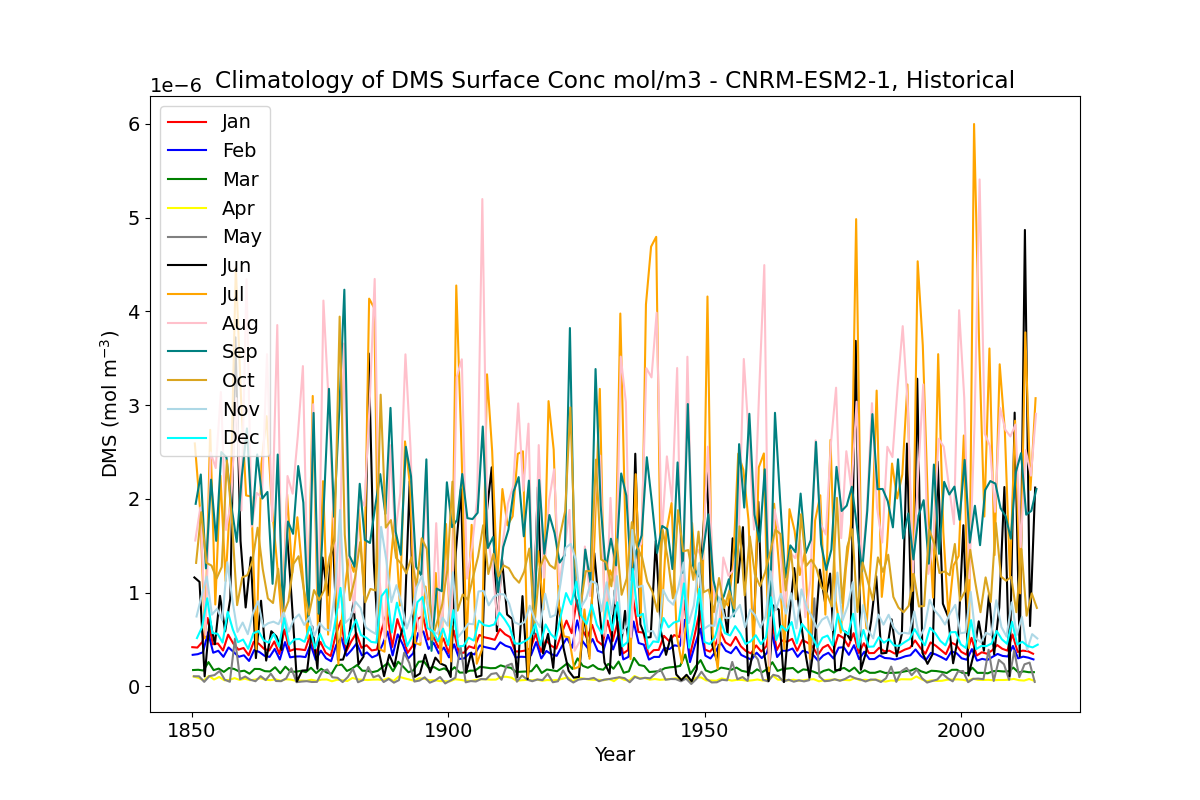 1e−6
Climatology of DMS Surface Conc mol/m3 - CNRM-ESM2-1, Historical
Jan
Feb
Mar
Apr
May
Jun
Jul
Aug
Sep
Oct
Nov
Dec
6
5
4
3
2
1
0
DMS (mol m⁻³)
1850
1900
1950
2000
Year